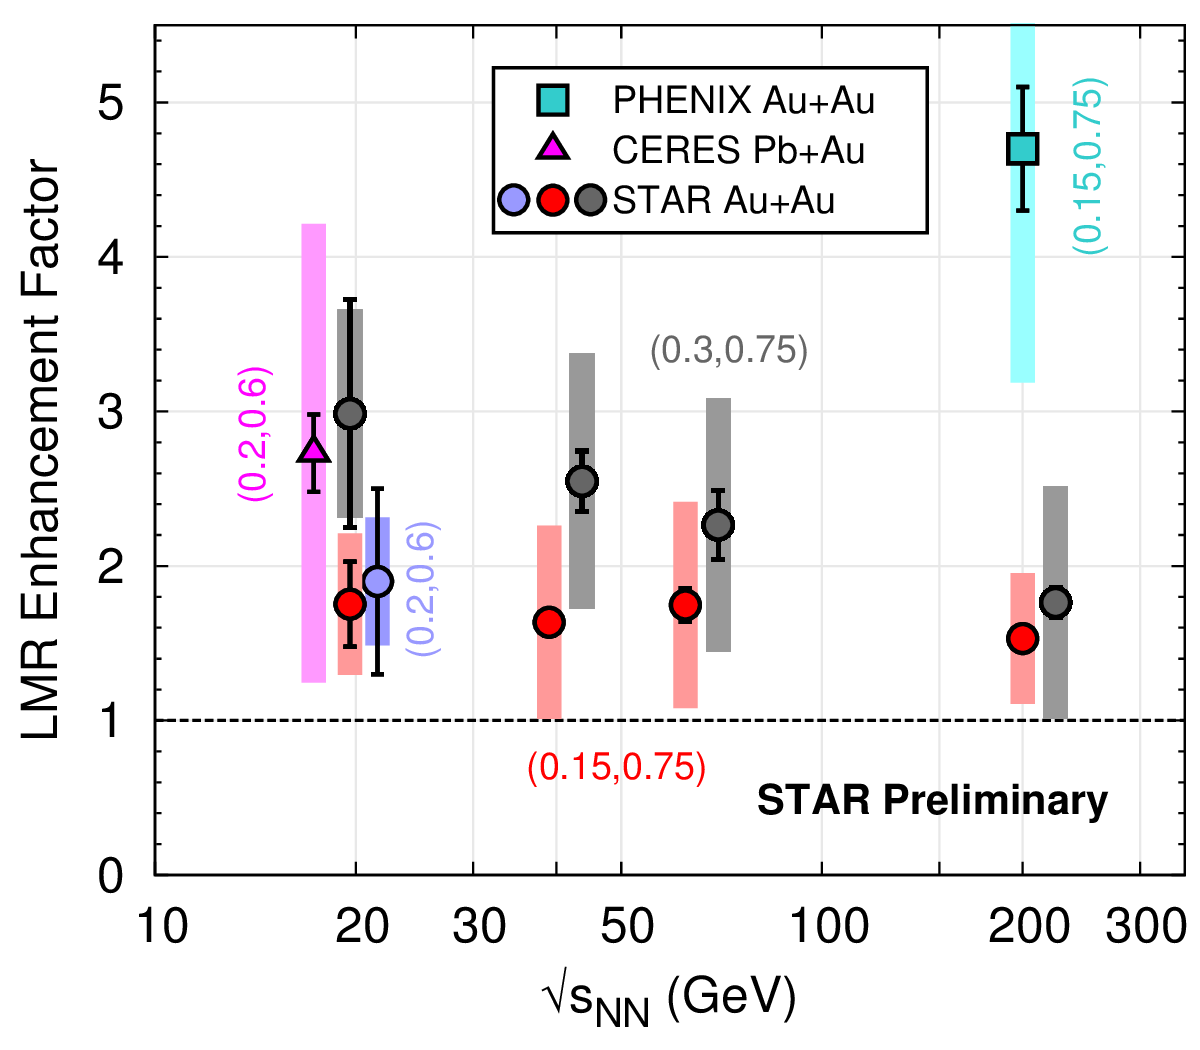 LMR Enhancement Factor
5
4
3
2
1
0
PHENIX Au+Au
CERES Pb+Au
STAR Au+Au
(0.15,0.75)
(0.3,0.75)
(0.2,0.6)
(0.2,0.6)
(0.15,0.75)
STAR Preliminary
10 20 30 50 100 200 300
√sNN (GeV)